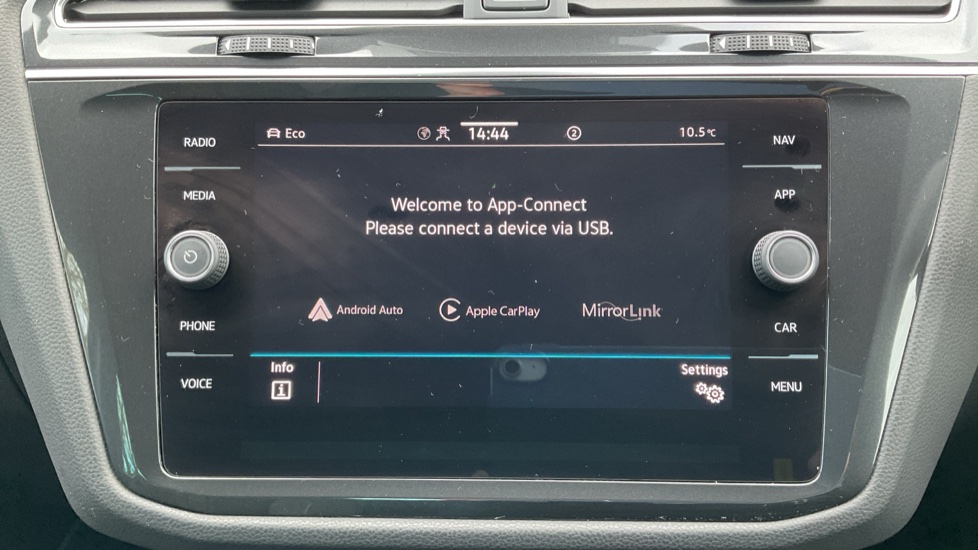 RADIO
MEDIA
PHONE
VOICE
Eco 14:44 2 10.5°C
Welcome to App-Connect
Please connect a device via USB.
Android Auto Apple CarPlay MirrorLink
Info Settings
i
NAV
APP
CAR
MENU